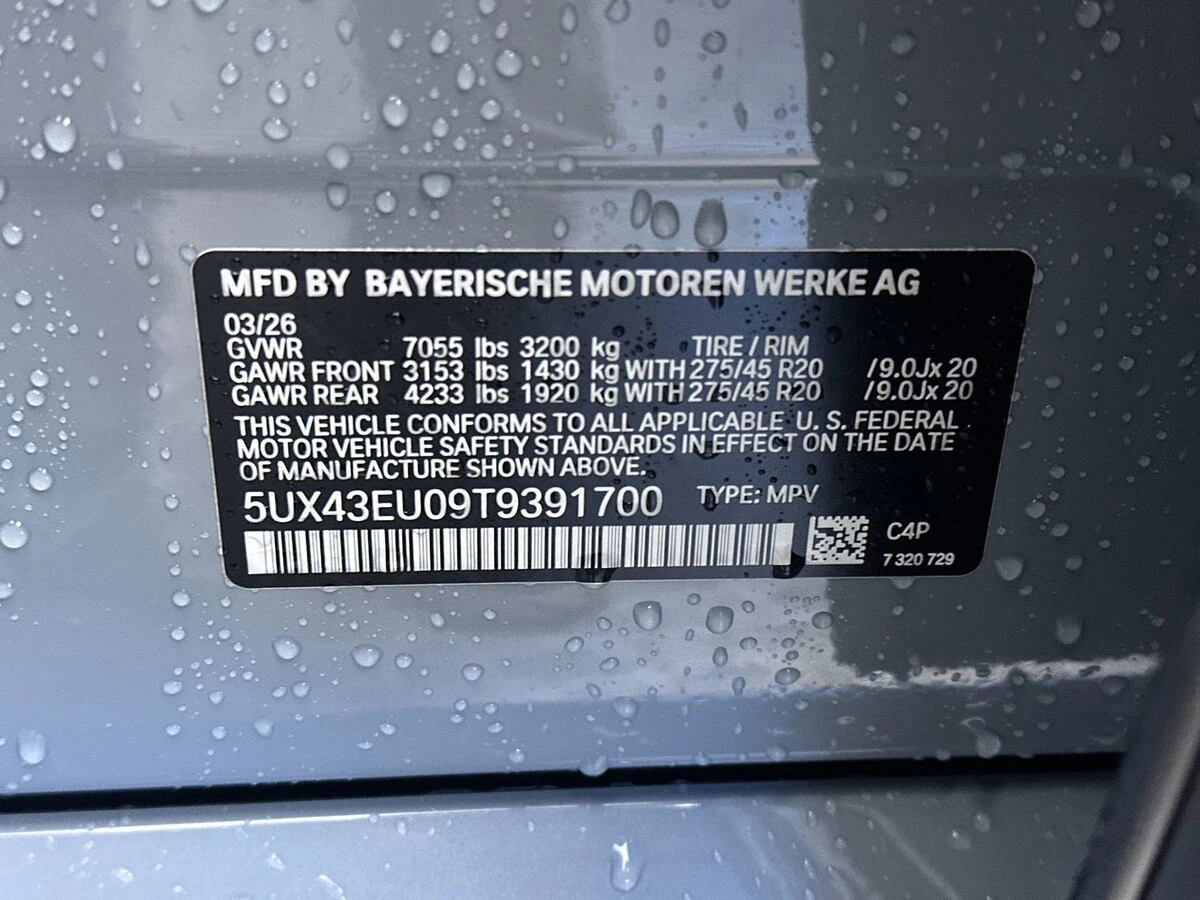 MFD BY BAYERISCHE MOTOREN WERKE AG
03/26
GVWR 7055 lbs 3200 kg TIRE / RIM
GAWR FRONT 3153 lbs 1430 kg WITH 275/45 R20 /9.0Jx 20
GAWR REAR 4233 lbs 1920 kg WITH 275/45 R20 /9.0Jx 20
THIS VEHICLE CONFORMS TO ALL APPLICABLE U. S. FEDERAL
MOTOR VEHICLE SAFETY STANDARDS IN EFFECT ON THE DATE
OF MANUFACTURE SHOWN ABOVE.
5UX43EU09T9391700 TYPE: MPV
C4P
7 320 729